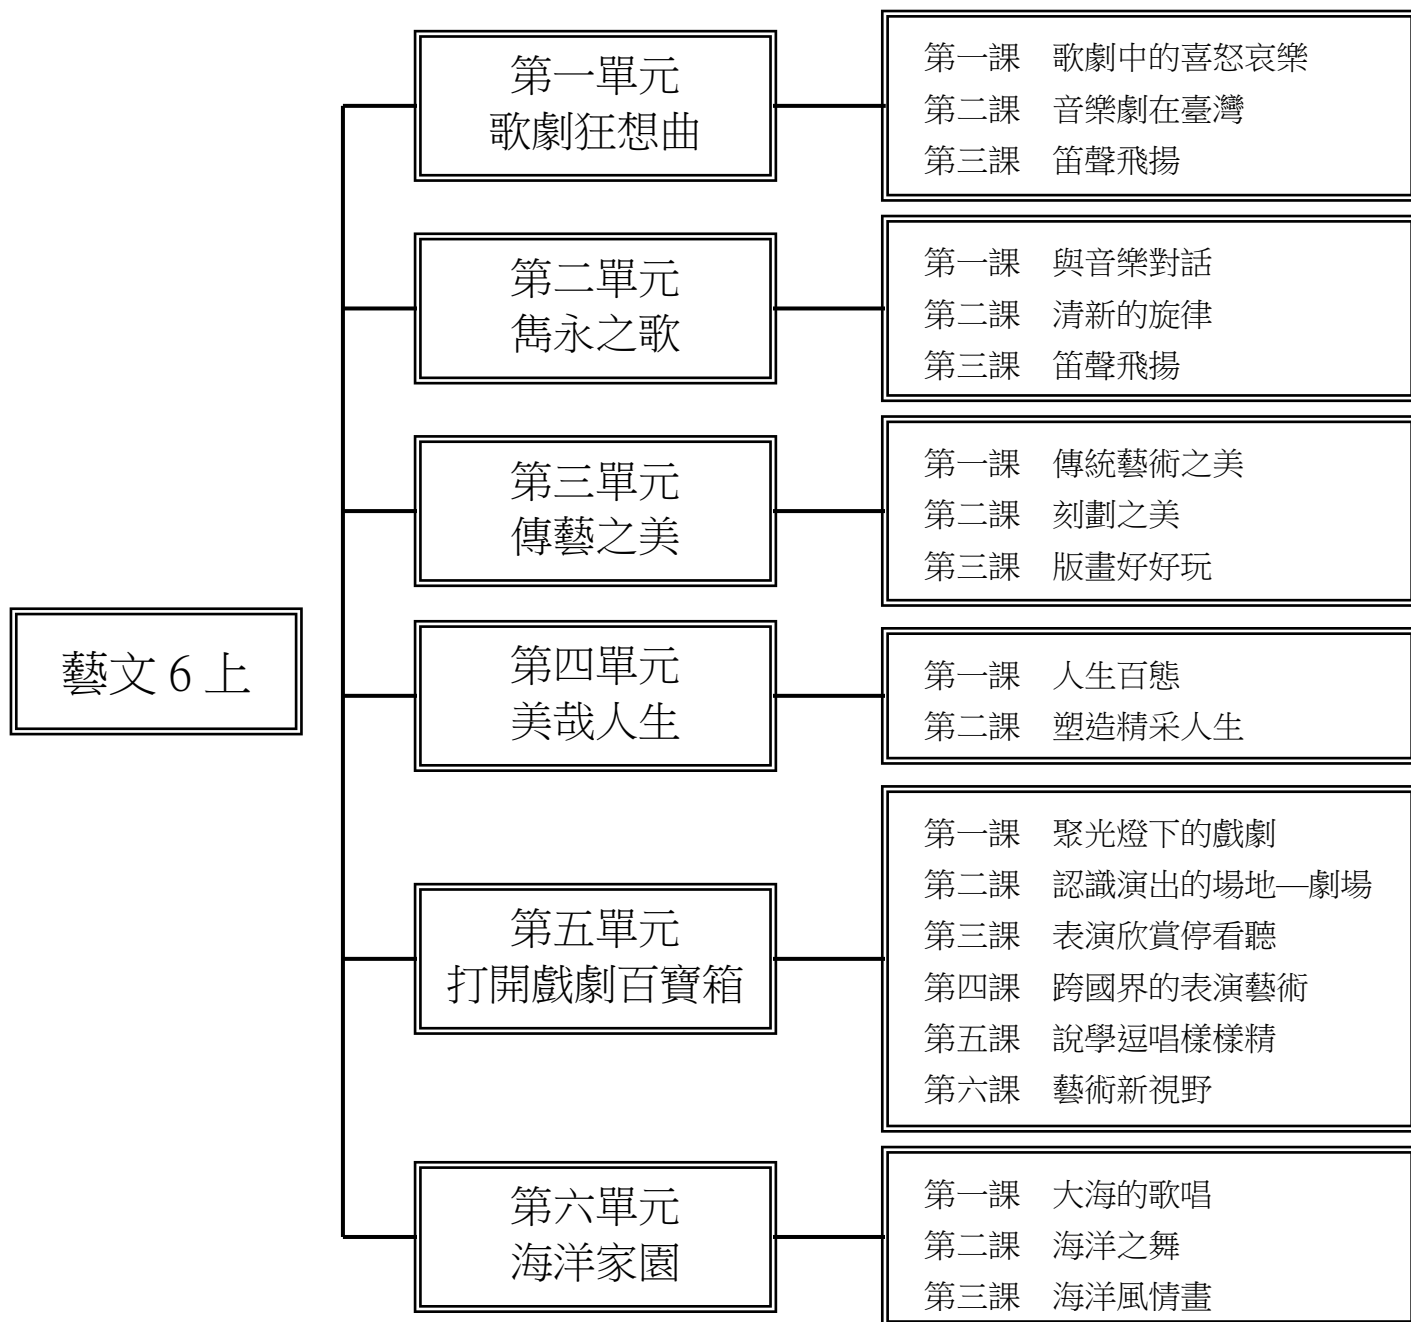 藝文 6 上
第一單元
歌劇狂想曲
第一課 歌劇中的喜怒哀樂
第二課 音樂劇在臺灣
第三課 笛聲飛揚
第二單元
雋永之歌
第一課 與音樂對話
第二課 清新的旋律
第三課 笛聲飛揚
第三單元
傳藝之美
第一課 傳統藝術之美
第二課 刻劃之美
第三課 版畫好好玩
第四單元
美哉人生
第一課 人生百態
第二課 塑造精采人生
第五單元
打開戲劇百寶箱
第一課 聚光燈下的戲劇
第二課 認識演出的場地—劇場
第三課 表演欣賞停看聽
第四課 跨國界的表演藝術
第五課 說學逗唱樣樣精
第六課 藝術新視野
第六單元
海洋家園
第一課 大海的歌唱
第二課 海洋之舞
第三課 海洋風情畫